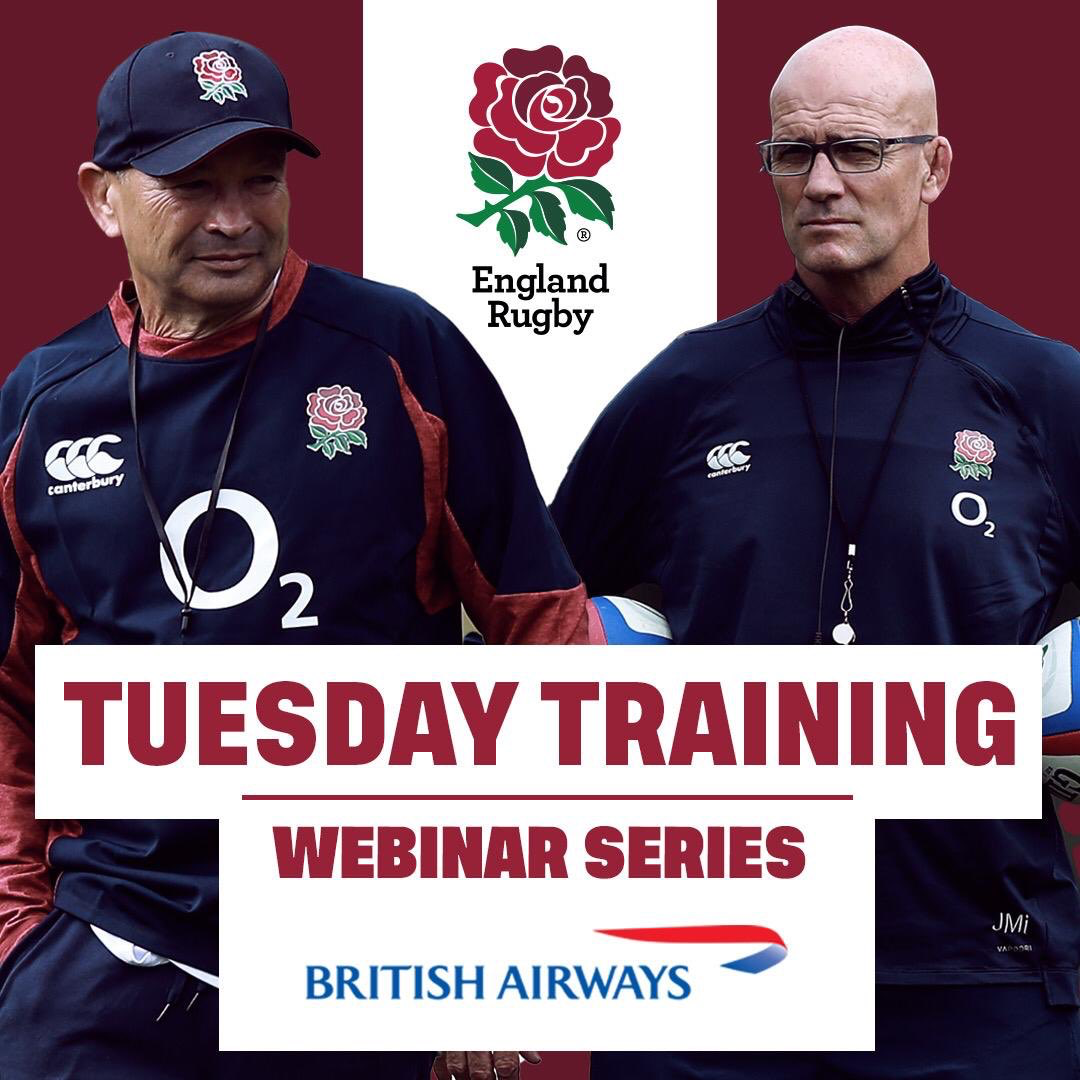 England
Rugby
®
canterbury
O2
canterbury
O2
TUESDAY TRAINING
WEBINAR SERIES
BRITISH AIRWAYS
JMi